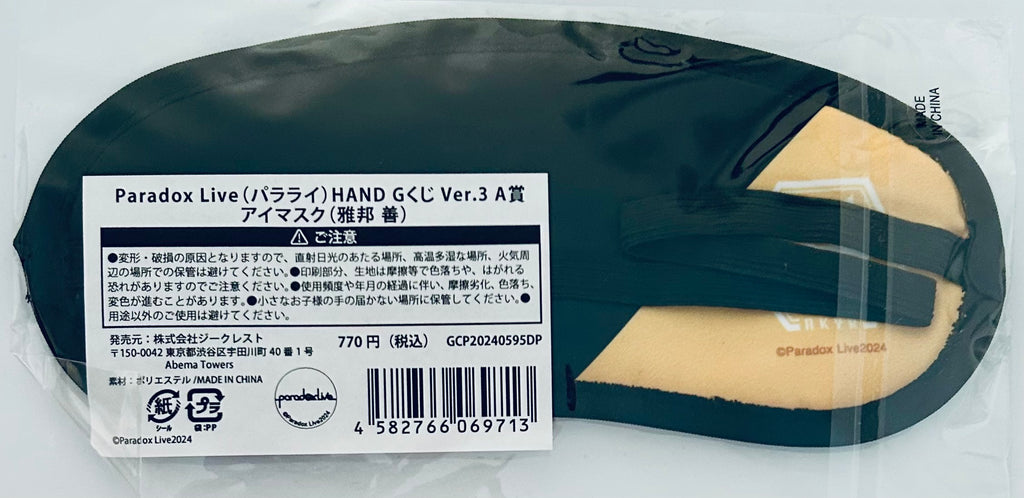 MADE
IN CHINA
Paradox Live（パラライ）HAND Gくじ Ver.3 A賞
アイマスク（雅邦 善）
ご注意
●変形・破損の原因となりますので、直射日光のあたる場所、高温多湿な場所、火気周
辺の場所での保管は避けてください。●印刷部分、生地は摩擦等で色落ちや、はがれる
恐れがありますのでご注意ください。●使用頻度や年月の経過に伴い、摩擦劣化、色落ち、
変色が進むことがあります。●小さなお子様の手の届かない場所に保管してください。●
用途以外のご使用は避けてください。
発売元：株式会社ジークレスト
〒150-0042 東京都渋谷区宇田川町 40 番 1 号
Abema Towers
770 円（税込） GCP20240595DP
素材：ポリエステル /MADE IN CHINA
紙
シール
プラ
袋:PP
paradoxlive
©Paradox Live2024
4 582766 069713
©Paradox Live2024
©Paradox Live2024